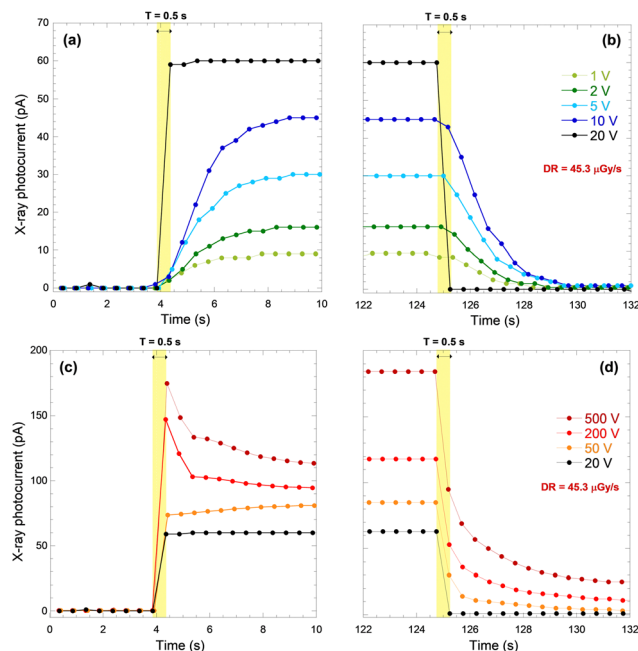 T = 0.5 s
(a)
70
60
50
40
30
20
10
0
X-ray photocurrent (pA)
0 2 4 6 8 10
Time (s)
T = 0.5 s
(b)
1 V
2 V
5 V
10 V
20 V
DR = 45.3 µGy/s
122 124 125 126 128 130 132
Time (s)
T = 0.5 s
(c)
200
150
100
50
0
X-ray photocurrent (pA)
0 2 4 6 8 10
Time (s)
T = 0.5 s
(d)
500 V
200 V
50 V
20 V
DR = 45.3 µGy/s
122 124 125 126 128 130 132
Time (s)